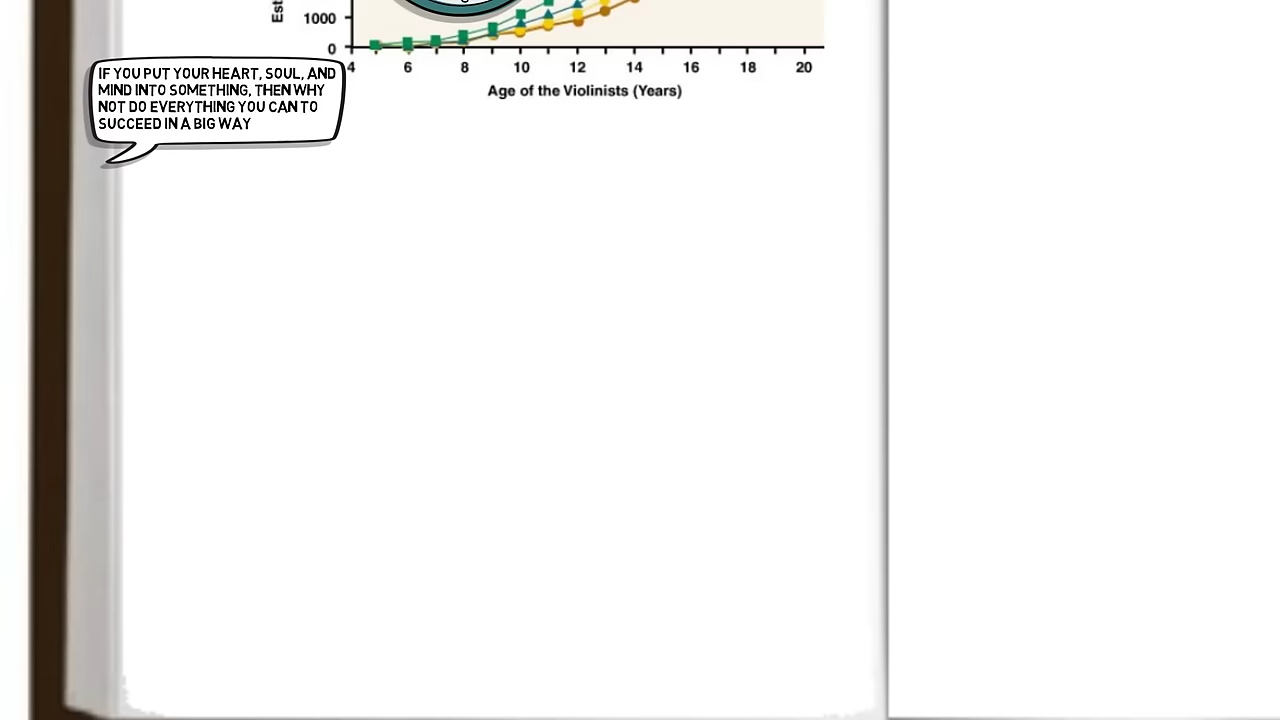 Est
1000
0
4 6 8 10 12 14 16 18 20
Age of the Violinists (Years)
IF YOU PUT YOUR HEART, SOUL, AND
MIND INTO SOMETHING, THEN WHY
NOT DO EVERYTHING YOU CAN TO
SUCCEED IN A BIG WAY